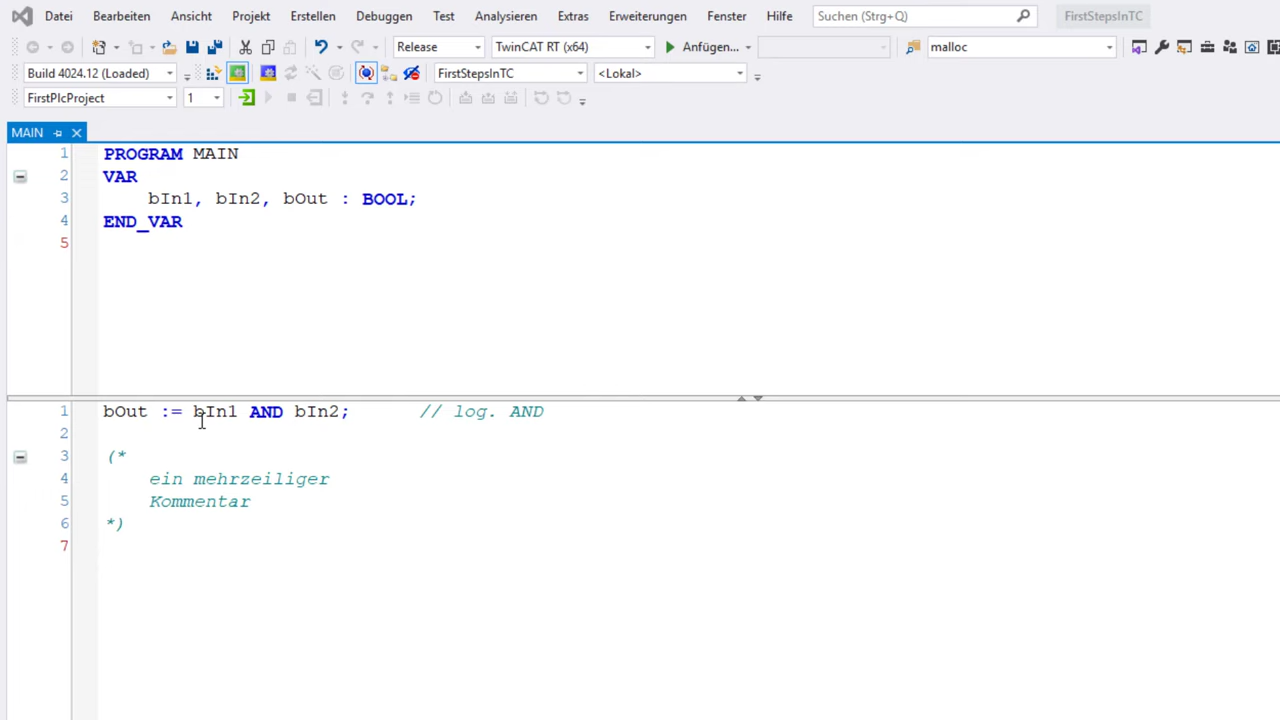 Datei Bearbeiten Ansicht Projekt Erstellen Debuggen Test Analysieren Extras Erweiterungen Fenster Hilfe Suchen (Strg+Q) FirstStepsInTC
Release TwinCAT RT (x64) Anfügen... malloc
Build 4024.12 (Loaded) FirstStepsInTC <Lokal>
FirstPlcProject 1
MAIN
1 PROGRAM MAIN
2 VAR
3 bIn1, bIn2, bOut : BOOL;
4 END_VAR
5
1 bOut := bIn1 AND bIn2; // log. AND
2
3 (*
4 ein mehrzeiliger
5 Kommentar
6 *)
7